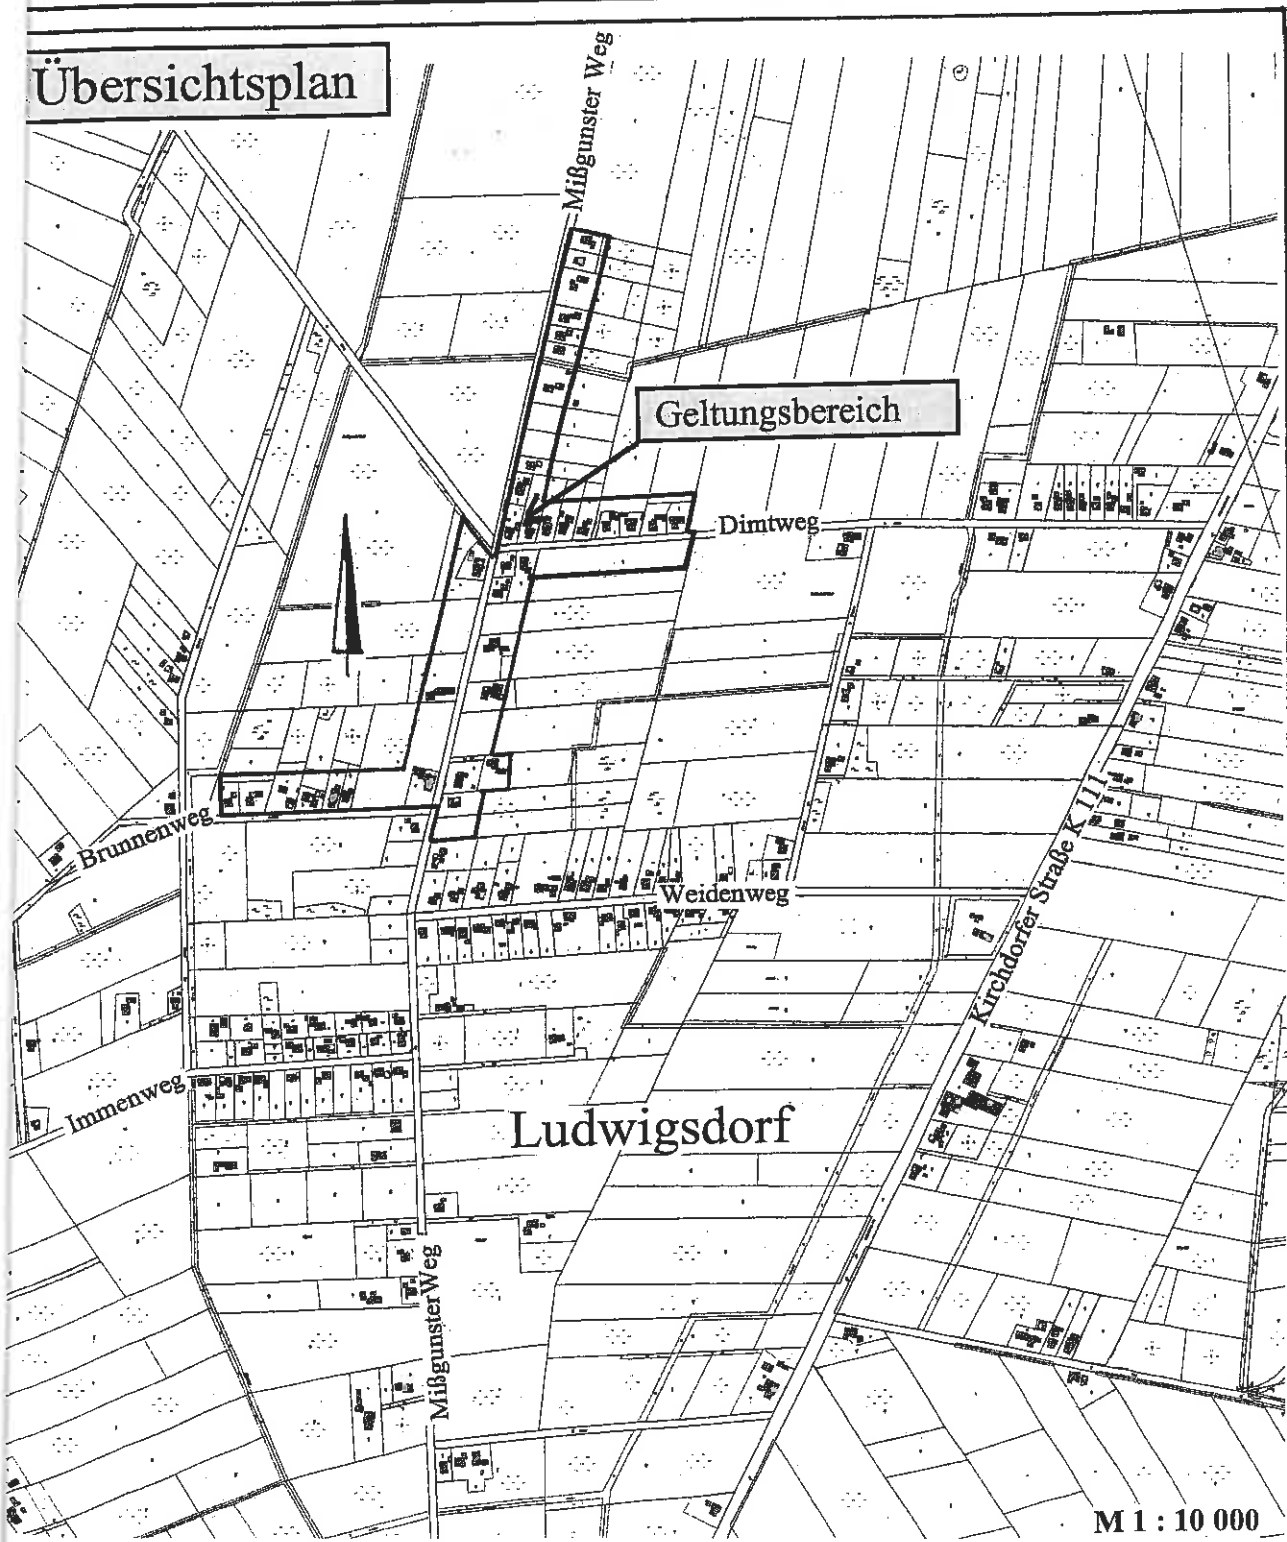 Übersichtsplan
Mißgunster Weg
Geltungsbereich
Dimtweg
Brunnenweg
Weidenweg
Kirchdorfer Straße K 111
Immenweg
Ludwigsdorf
Mißgunster Weg
M 1 : 10 000